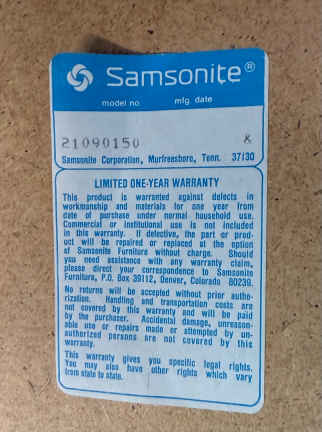 Samsonite®
model no mfg. date
21090150 &
Samsonite Corporation, Murfreesboro, Tenn. 37130
LIMITED ONE-YEAR WARRANTY
This product is warranted against defects in
workmanship and materials for one year from
date of purchase under normal household use.
Commercial or institutional use is not included
in this warranty. If defective, the part or prod-
uct will be repaired or replaced at the option
of Samsonite Furniture without charge. Should
you need assistance with any warranty claim,
please direct your correspondence to Samsonite
Furniture, P.O. Box 39112, Denver, Colorado 80239.
No returns will be accepted without prior autho-
rization. Handling and transportation costs are
not covered by this warranty and will be paid
by the purchaser. Accidental damage, unreason-
able use or repairs made or attempted by un-
authorized persons are not covered by this
warranty.
This warranty gives you specific legal rights.
You may also have other rights which vary
from state to state.